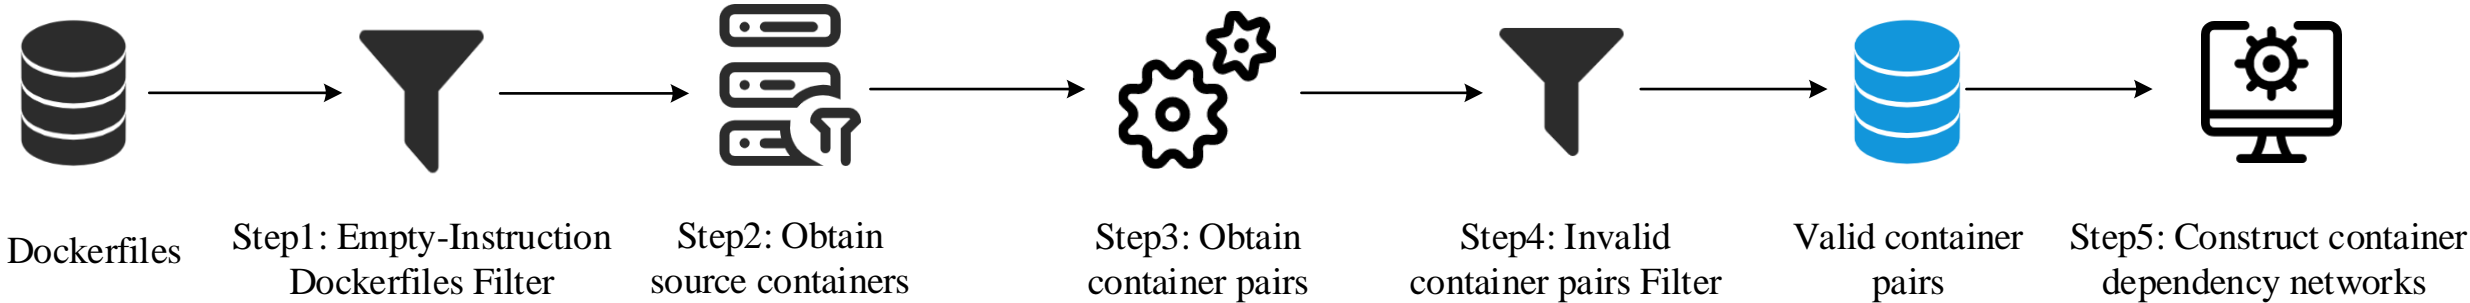 Dockerfiles
Step1: Empty-Instruction
Dockerfiles Filter
Step2: Obtain
source containers
Step3: Obtain
container pairs
Step4: Invalid
container pairs Filter
Valid container
pairs
Step5: Construct container
dependency networks